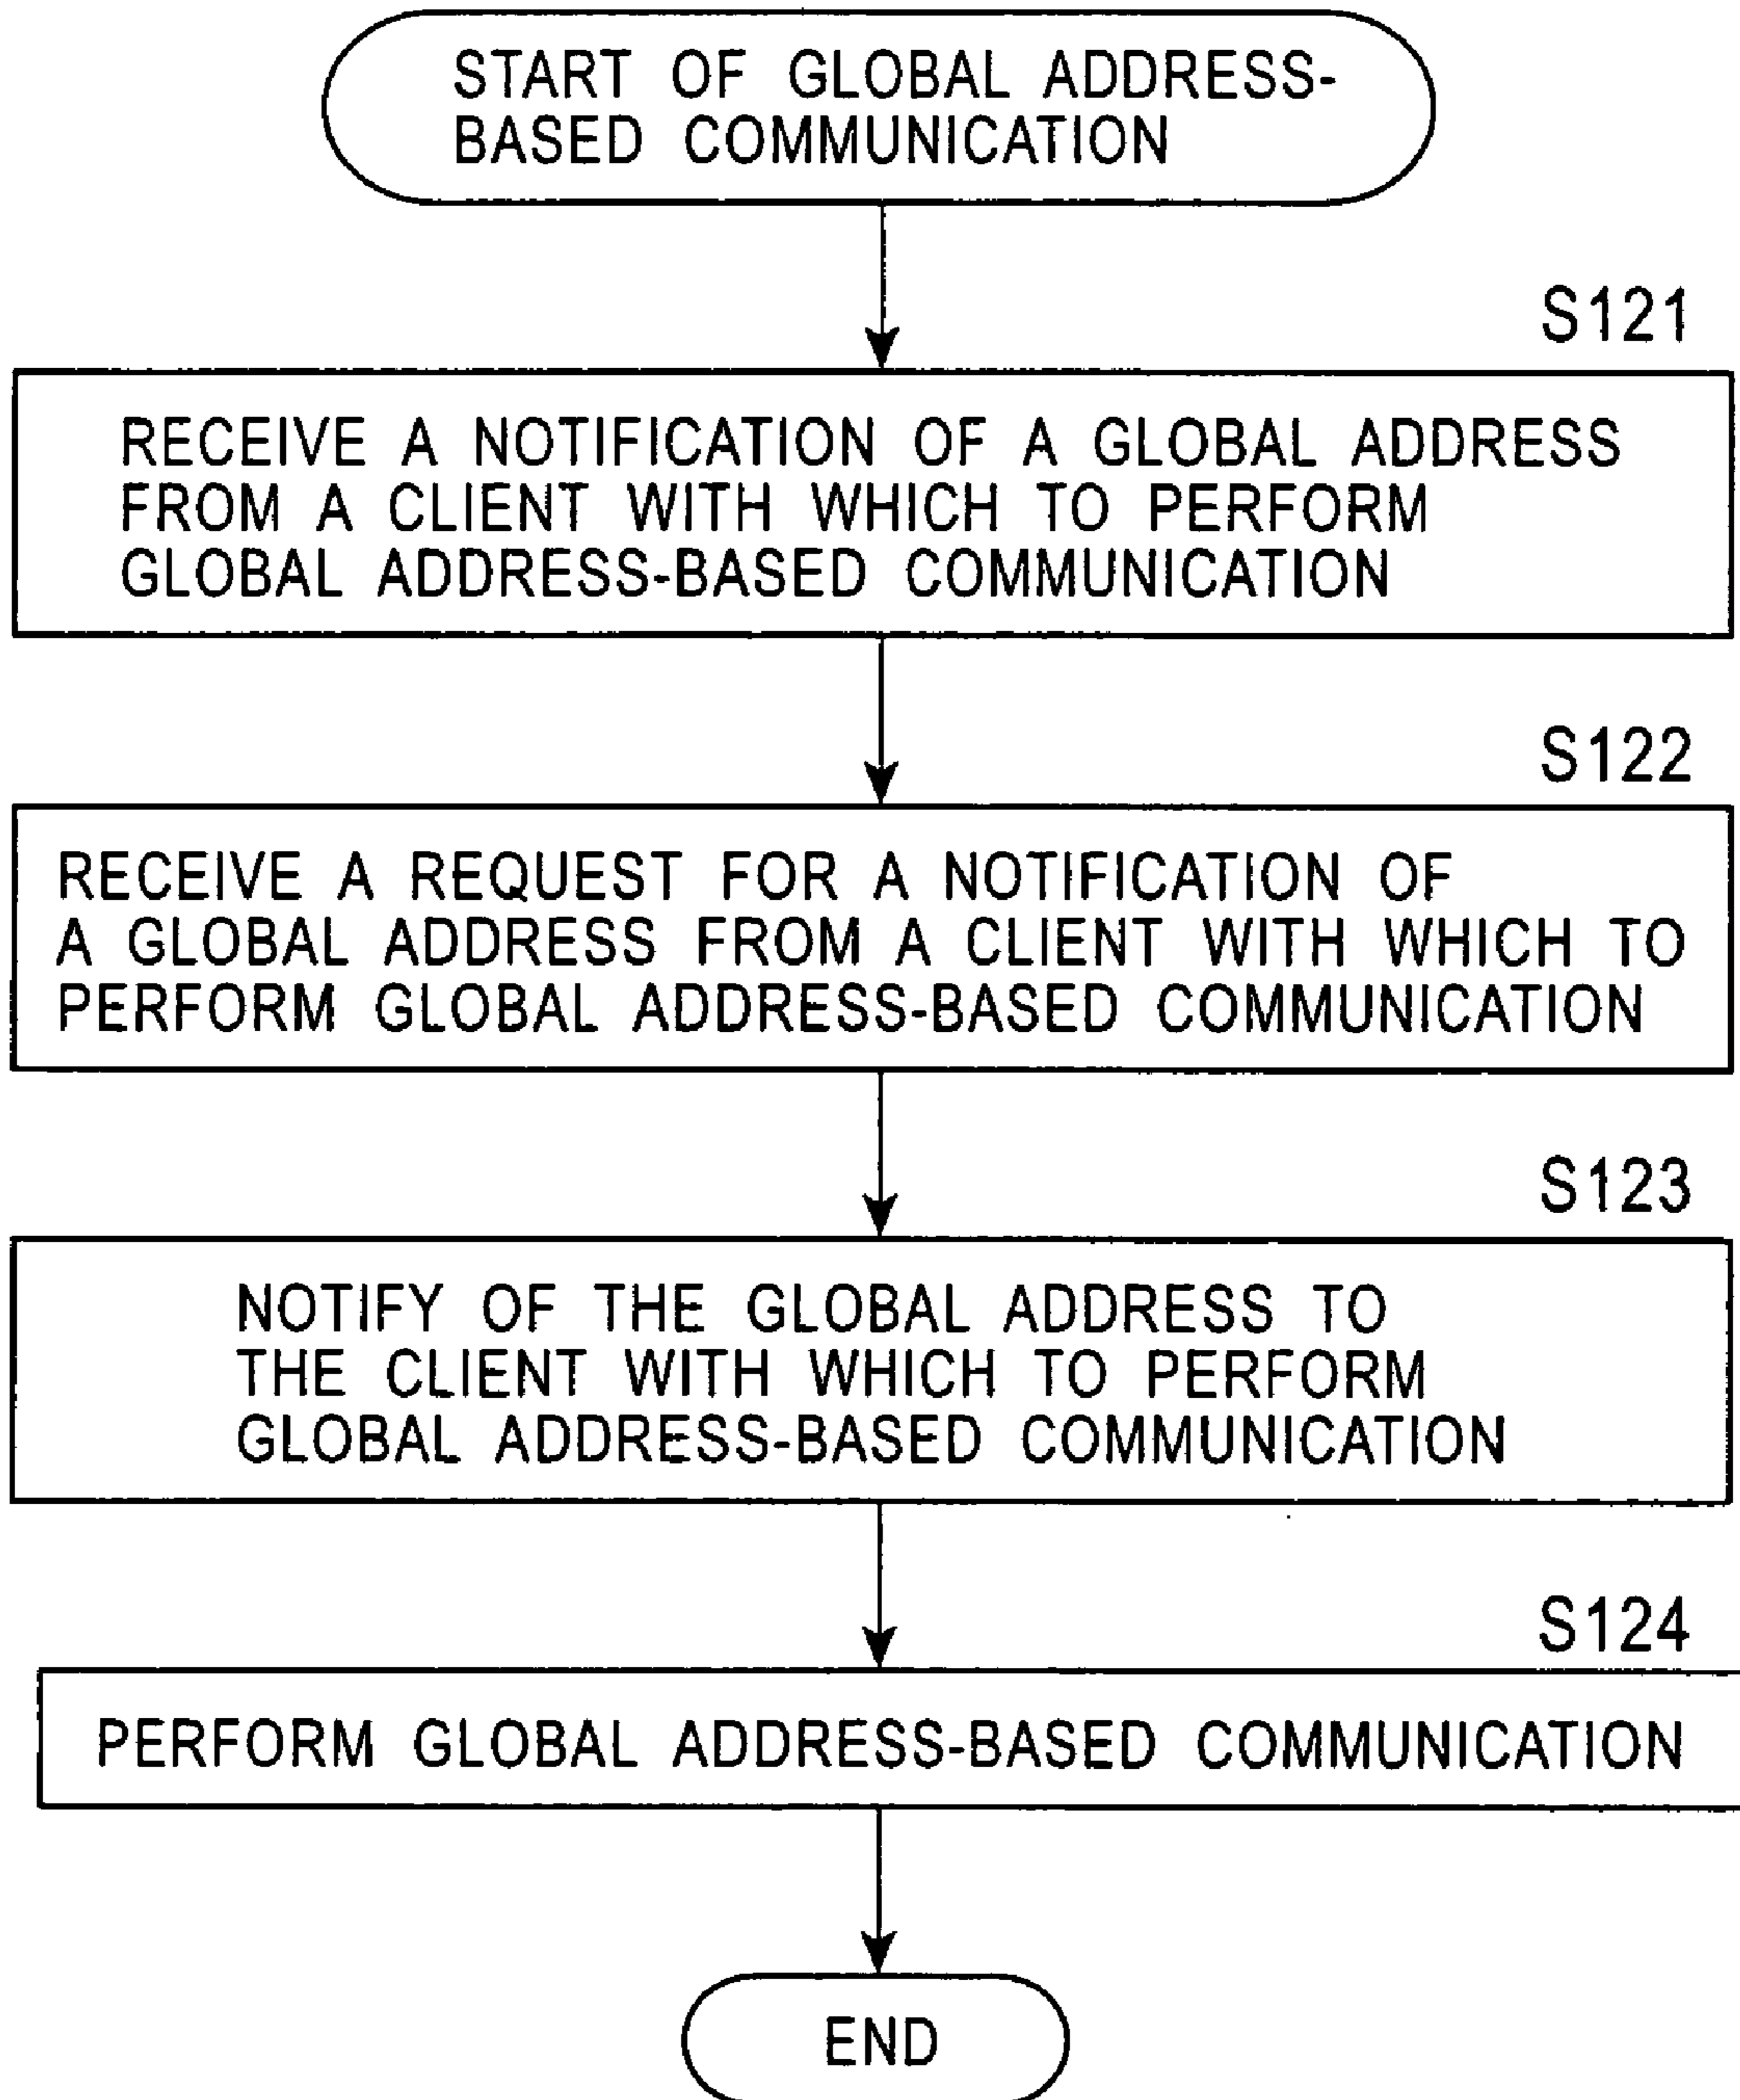 START OF GLOBAL ADDRESS-
BASED COMMUNICATION
S121
RECEIVE A NOTIFICATION OF A GLOBAL ADDRESS
FROM A CLIENT WITH WHICH TO PERFORM
GLOBAL ADDRESS-BASED COMMUNICATION
S122
RECEIVE A REQUEST FOR A NOTIFICATION OF
A GLOBAL ADDRESS FROM A CLIENT WITH WHICH TO
PERFORM GLOBAL ADDRESS-BASED COMMUNICATION
S123
NOTIFY OF THE GLOBAL ADDRESS TO
THE CLIENT WITH WHICH TO PERFORM
GLOBAL ADDRESS-BASED COMMUNICATION
S124
PERFORM GLOBAL ADDRESS-BASED COMMUNICATION
END